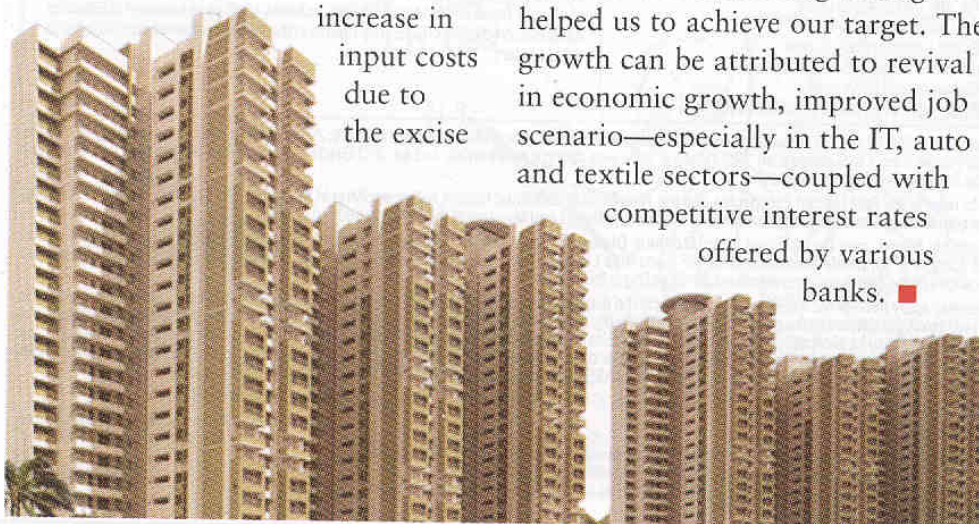 increase in
input costs
due to
the excise
helped us to achieve our target. The
growth can be attributed to revival
in economic growth, improved job
scenario—especially in the IT, auto
and textile sectors—coupled with
competitive interest rates
offered by various
banks.